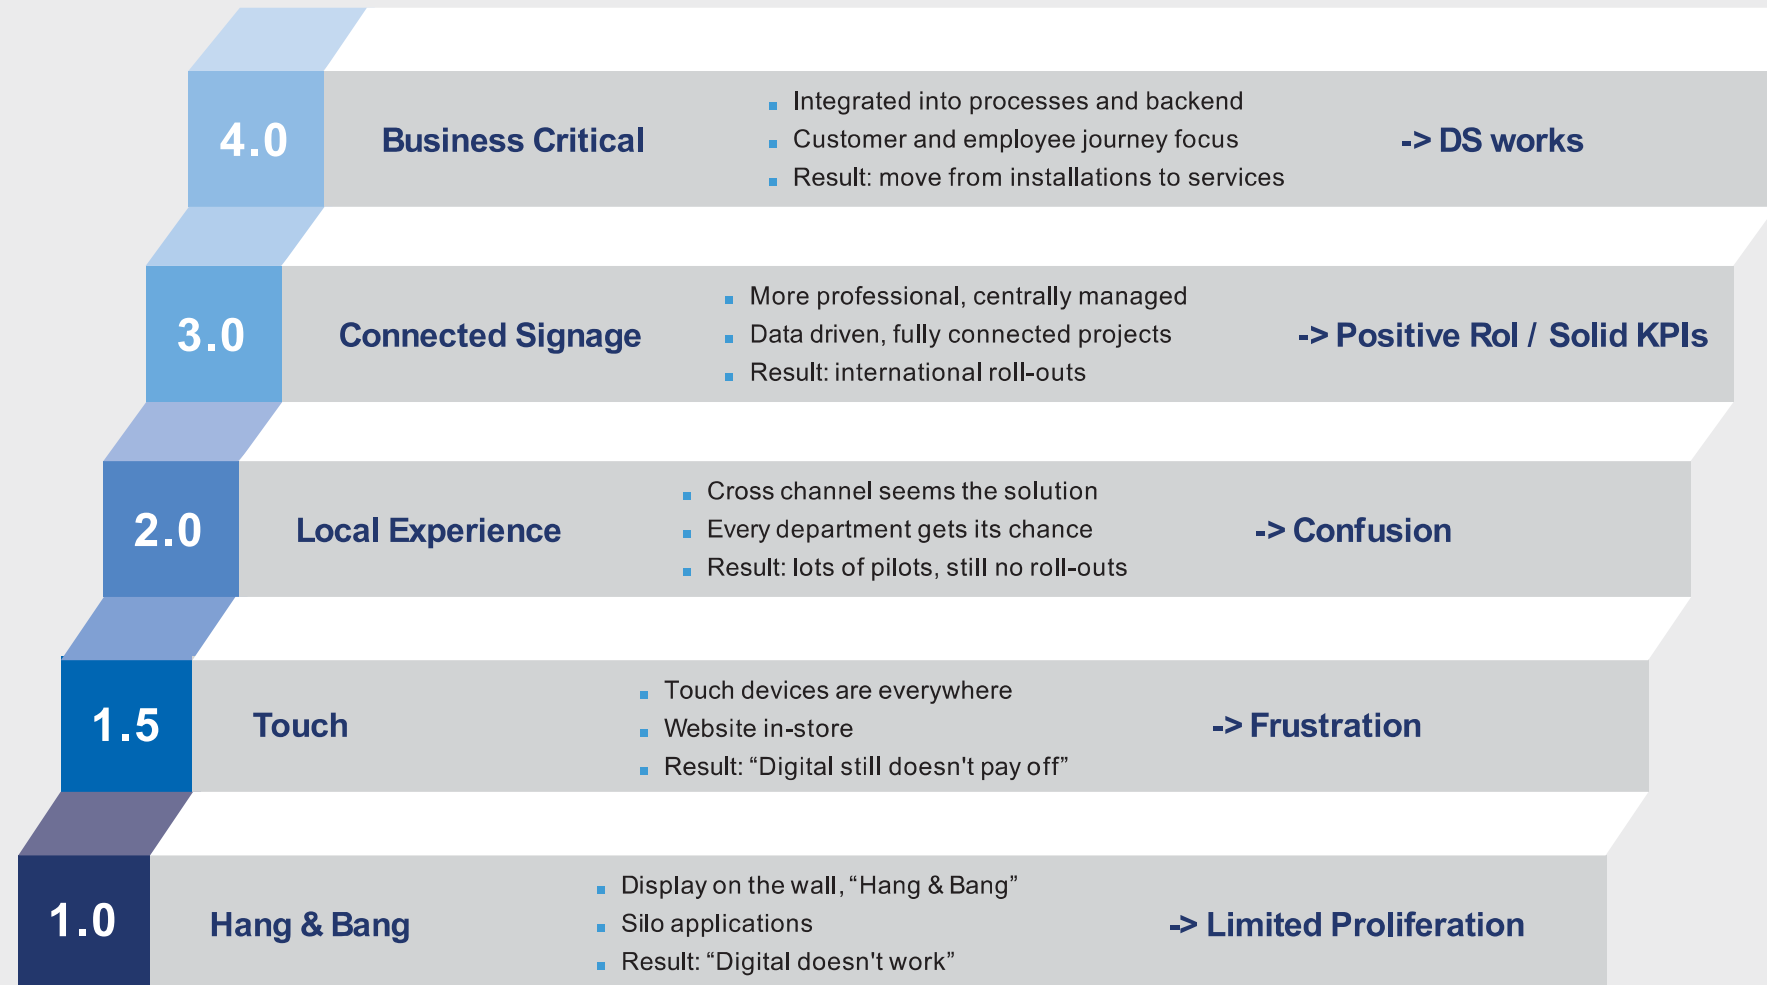 4.0
Business Critical
Integrated into processes and backend
Customer and employee journey focus
Result: move from installations to services
-> DS works
3.0
Connected Signage
More professional, centrally managed
Data driven, fully connected projects
Result: international roll-outs
-> Positive RoI / Solid KPIs
2.0
Local Experience
Cross channel seems the solution
Every department gets its chance
Result: lots of pilots, still no roll-outs
-> Confusion
1.5
Touch
Touch devices are everywhere
Website in-store
Result: “Digital still doesn't pay off”
-> Frustration
1.0
Hang & Bang
Display on the wall, “Hang & Bang”
Silo applications
Result: “Digital doesn't work”
-> Limited Proliferation